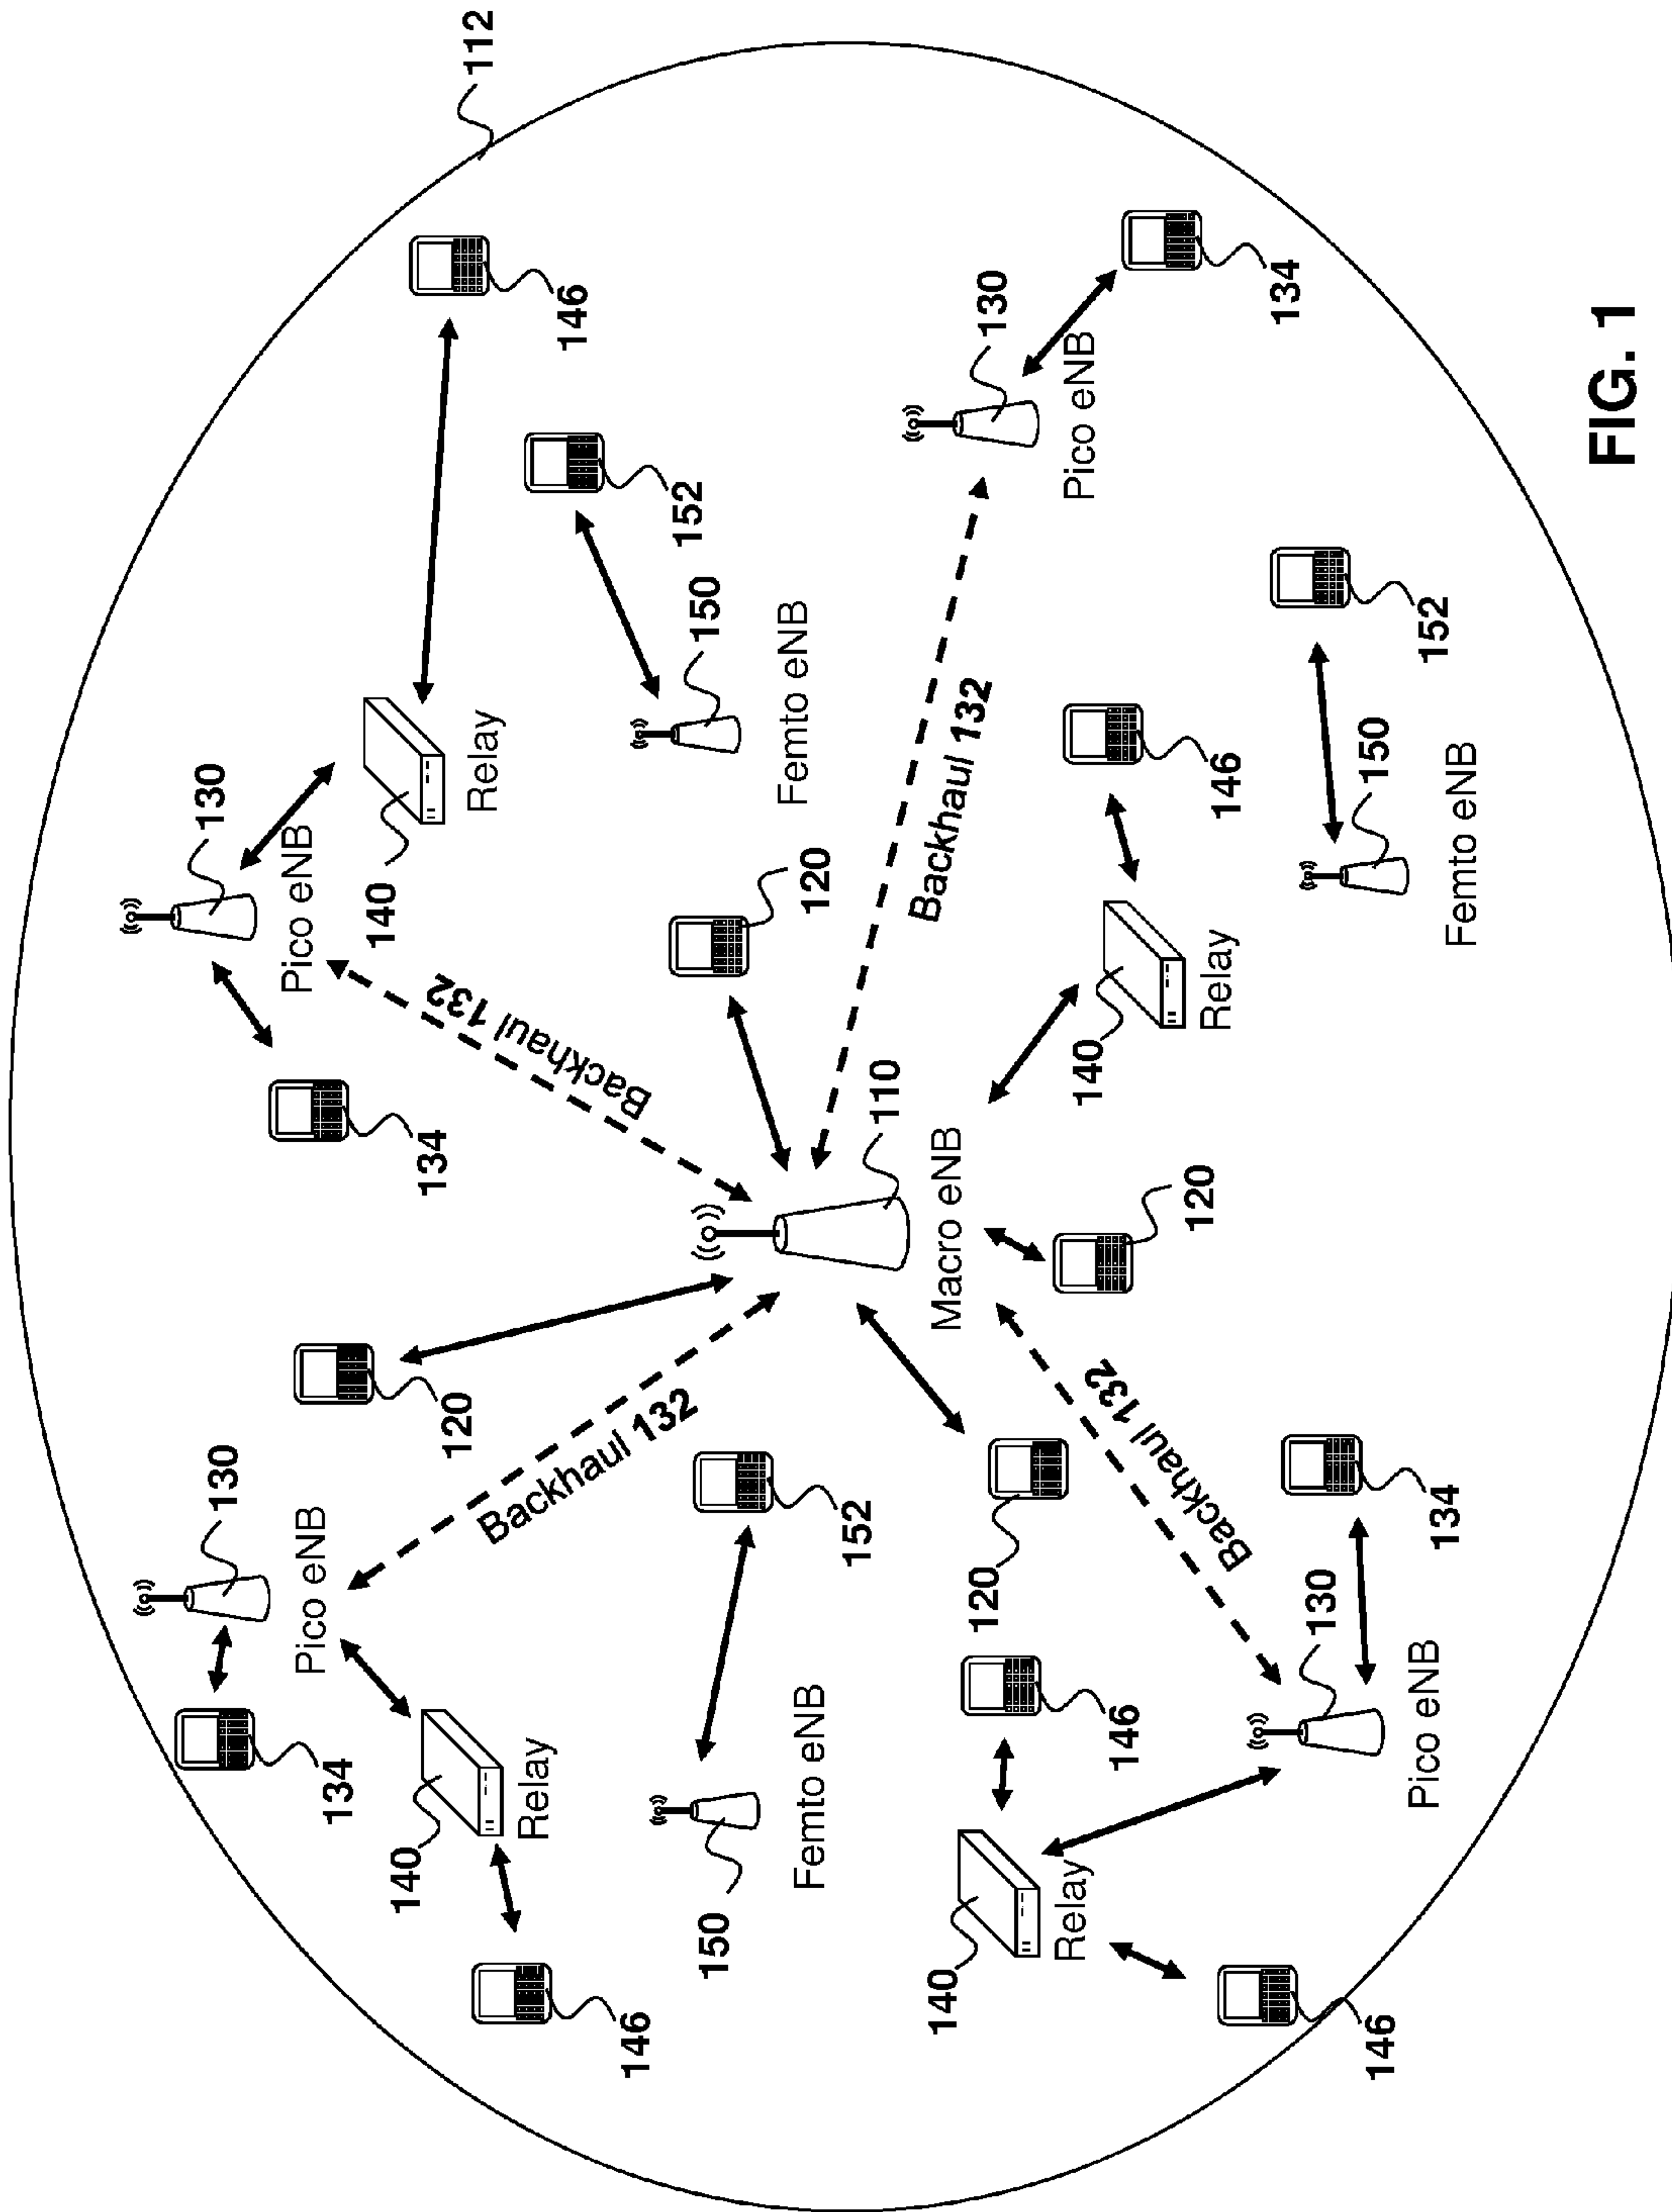 112
130
130
Pico eNB
Pico eNB
134
140
140
134
120
Relay
Relay
Backhaul 132
146
Backhaul 132
146
152
150
150
Femto eNB
Femto eNB
120
152
110
140
Macro eNB
Backhaul 132
120
130
Relay
Pico eNB
140
146
Backhaul 132
120
Relay
146
134
130
150
146
Pico eNB
152
134
Femto eNB
FIG. 1